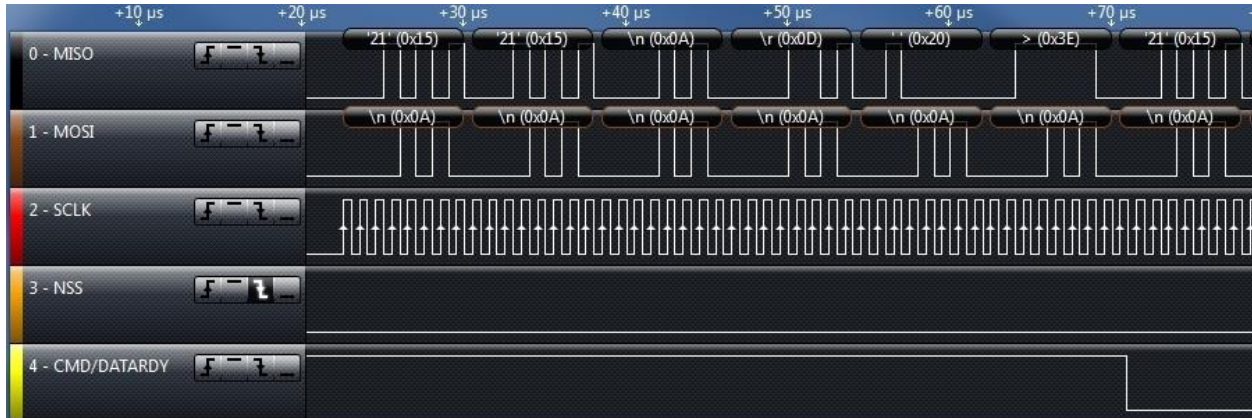 +10 µs +20 µs +30 µs +40 µs +50 µs +60 µs +70 µs
0 - MISO '21' (0x15) '21' (0x15) \n (0x0A) \r (0x0D) ' ' (0x20) > (0x3E) '21' (0x15)
1 - MOSI \n (0x0A) \n (0x0A) \n (0x0A) \n (0x0A) \n (0x0A) \n (0x0A) \n (0x0A)
2 - SCLK
3 - NSS
4 - CMD/DATARDY